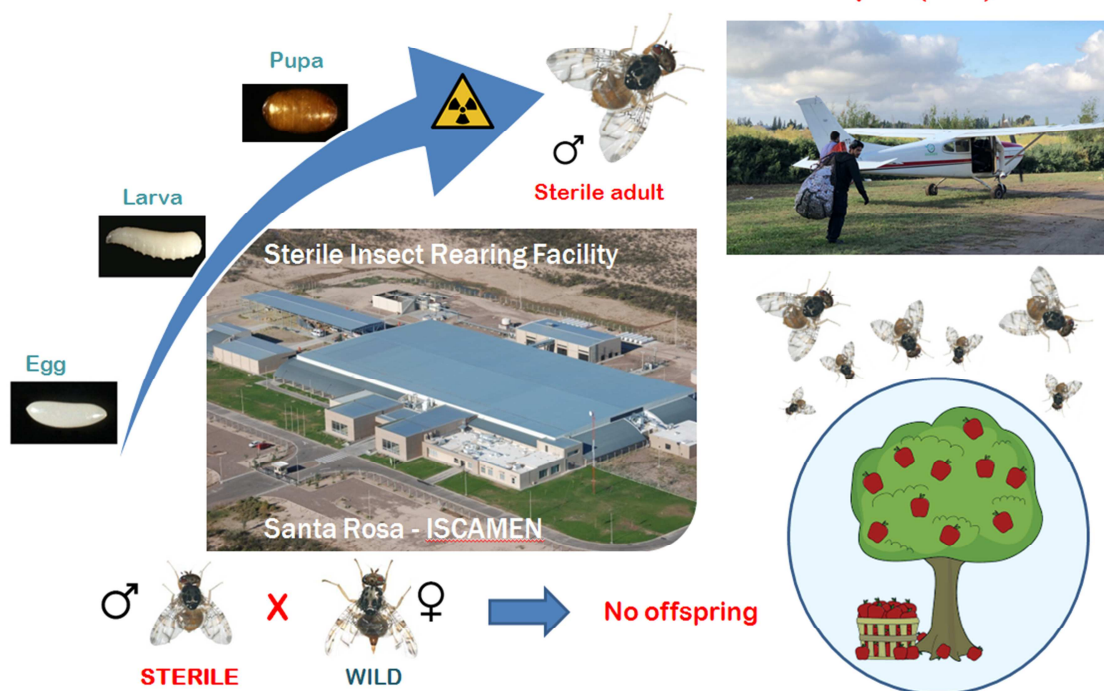 Pupa
Larva
Egg
♂
Sterile adult
Sterile Insect Rearing Facility
Santa Rosa - ISCAMEN
♂ X ♀
No offspring
STERILE
WILD